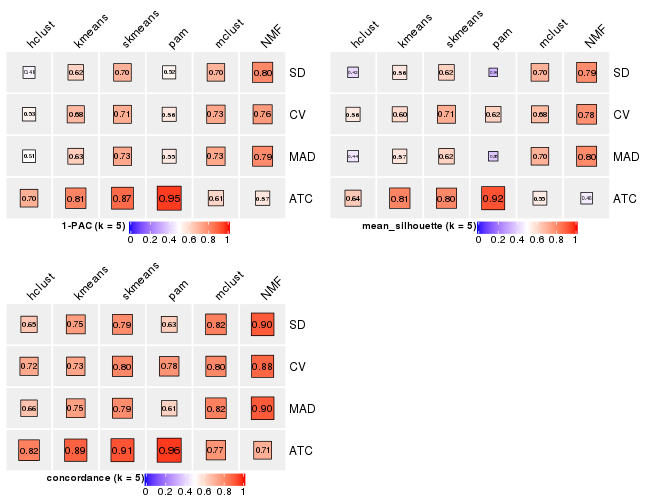 hclust kmeans skmeans pam mclust NMF
0.48 0.62 0.70 0.52 0.70 0.80 SD
0.53 0.68 0.71 0.56 0.73 0.76 CV
0.51 0.63 0.73 0.55 0.73 0.79 MAD
0.70 0.81 0.87 0.95 0.61 0.57 ATC
1-PAC (k = 5)
0 0.2 0.4 0.6 0.8 1
hclust kmeans skmeans pam mclust NMF
0.56 0.62 0.70 0.79 SD
0.56 0.60 0.71 0.62 0.68 0.78 CV
0.44 0.57 0.62 0.70 0.80 MAD
0.64 0.81 0.80 0.92 0.55 ATC
mean_silhouette (k = 5)
0 0.2 0.4 0.6 0.8 1
hclust kmeans skmeans pam mclust NMF
0.65 0.75 0.79 0.63 0.82 0.90 SD
0.72 0.73 0.80 0.78 0.80 0.88 CV
0.66 0.75 0.79 0.61 0.82 0.90 MAD
0.82 0.89 0.91 0.96 0.77 0.71 ATC
concordance (k = 5)
0 0.2 0.4 0.6 0.8 1